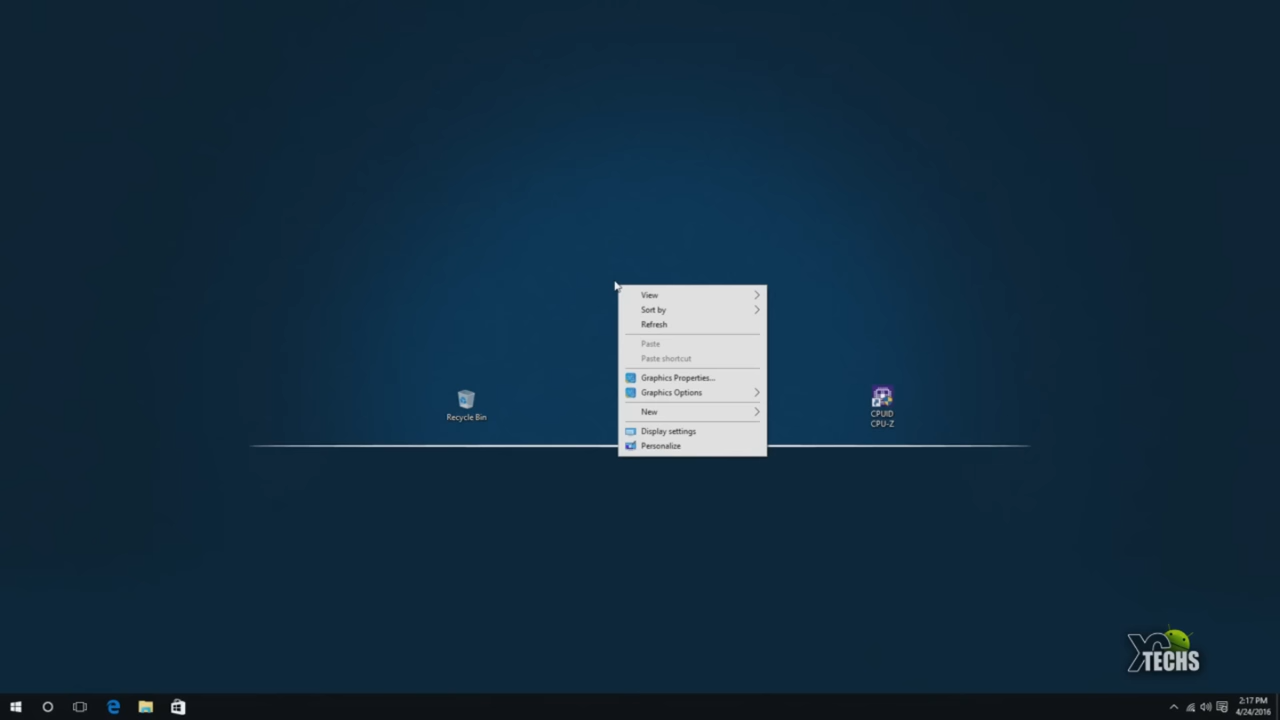 View
Sort by
Refresh
Paste
Paste shortcut
Graphics Properties...
Graphics Options
New
Display settings
Personalize
Recycle Bin
CPUID
CPU-Z
TECHS
2:17 PM
4/24/2016